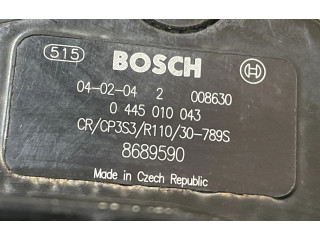 515 BOSCH
04-02-04 2 008630
0 445 010 043
CR/CP3S3/R110/30-789S
8689590
Made in Czech Republic